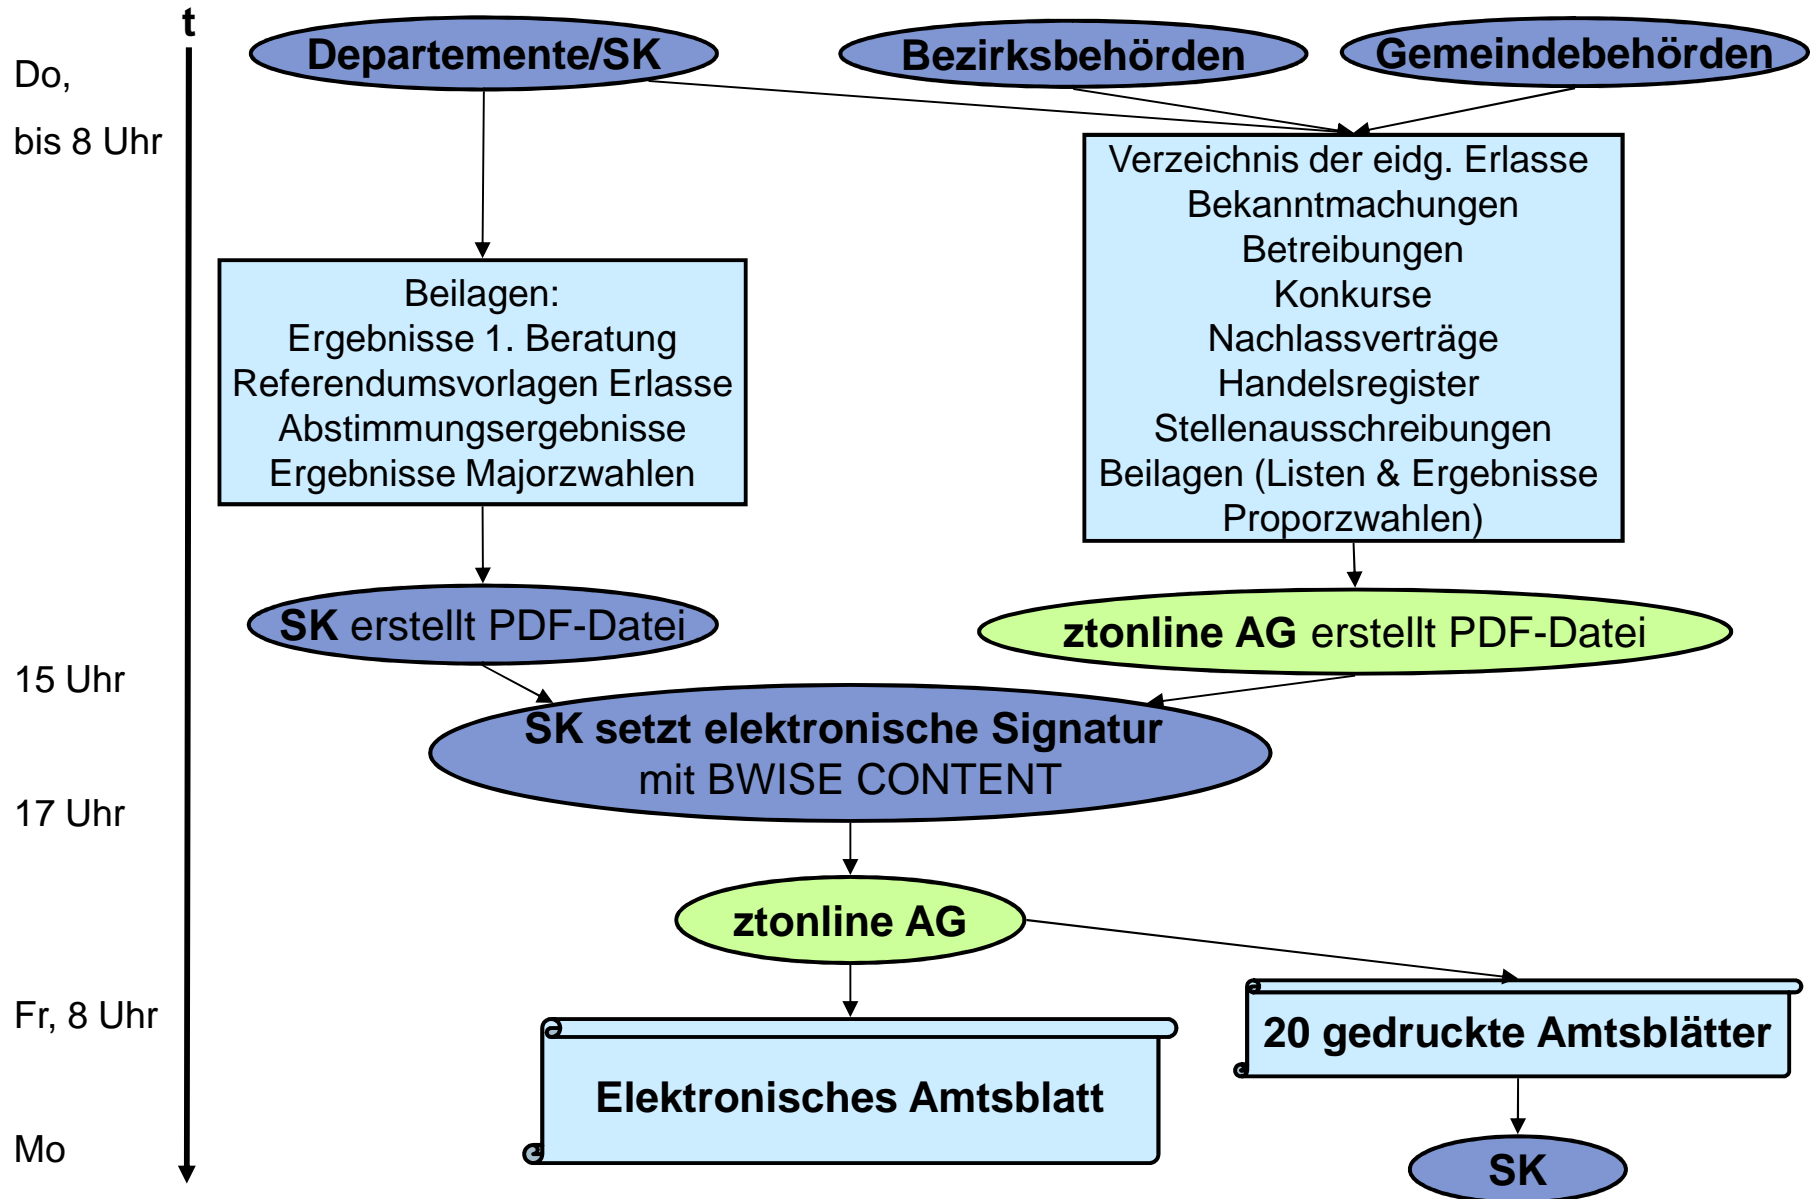 t
Departemente/SK
Bezirksbehörden
Gemeindebehörden
Do,
bis 8 Uhr
Verzeichnis der eidg. Erlasse
Bekanntmachungen
Betreibungen
Konkurse
Nachlassverträge
Handelsregister
Stellenausschreibungen
Beilagen (Listen & Ergebnisse
Proporzwahlen)
Beilagen:
Ergebnisse 1. Beratung
Referendumsvorlagen Erlasse
Abstimmungsergebnisse
Ergebnisse Majorzwahlen
SK erstellt PDF-Datei
ztonline AG erstellt PDF-Datei
15 Uhr
SK setzt elektronische Signatur
mit BWISE CONTENT
17 Uhr
ztonline AG
Fr, 8 Uhr
20 gedruckte Amtsblätter
Elektronisches Amtsblatt
Mo
SK